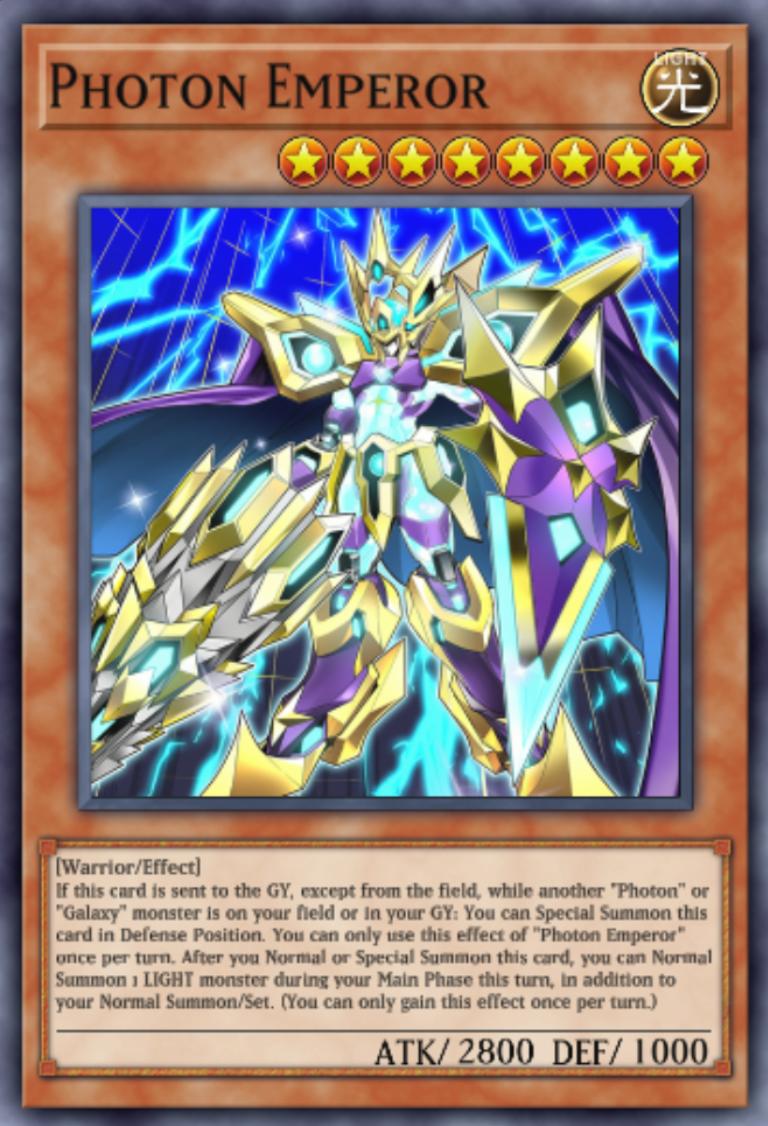 PHOTON EMPEROR
LIGHT
光
[Warrior/Effect]
If this card is sent to the GY, except from the field, while another "Photon" or
"Galaxy" monster is on your field or in your GY: You can Special Summon this
card in Defense Position. You can only use this effect of "Photon Emperor"
once per turn. After you Normal or Special Summon this card, you can Normal
Summon 1 LIGHT monster during your Main Phase this turn, in addition to
your Normal Summon/Set. (You can only gain this effect once per turn.)
ATK/ 2800 DEF/ 1000